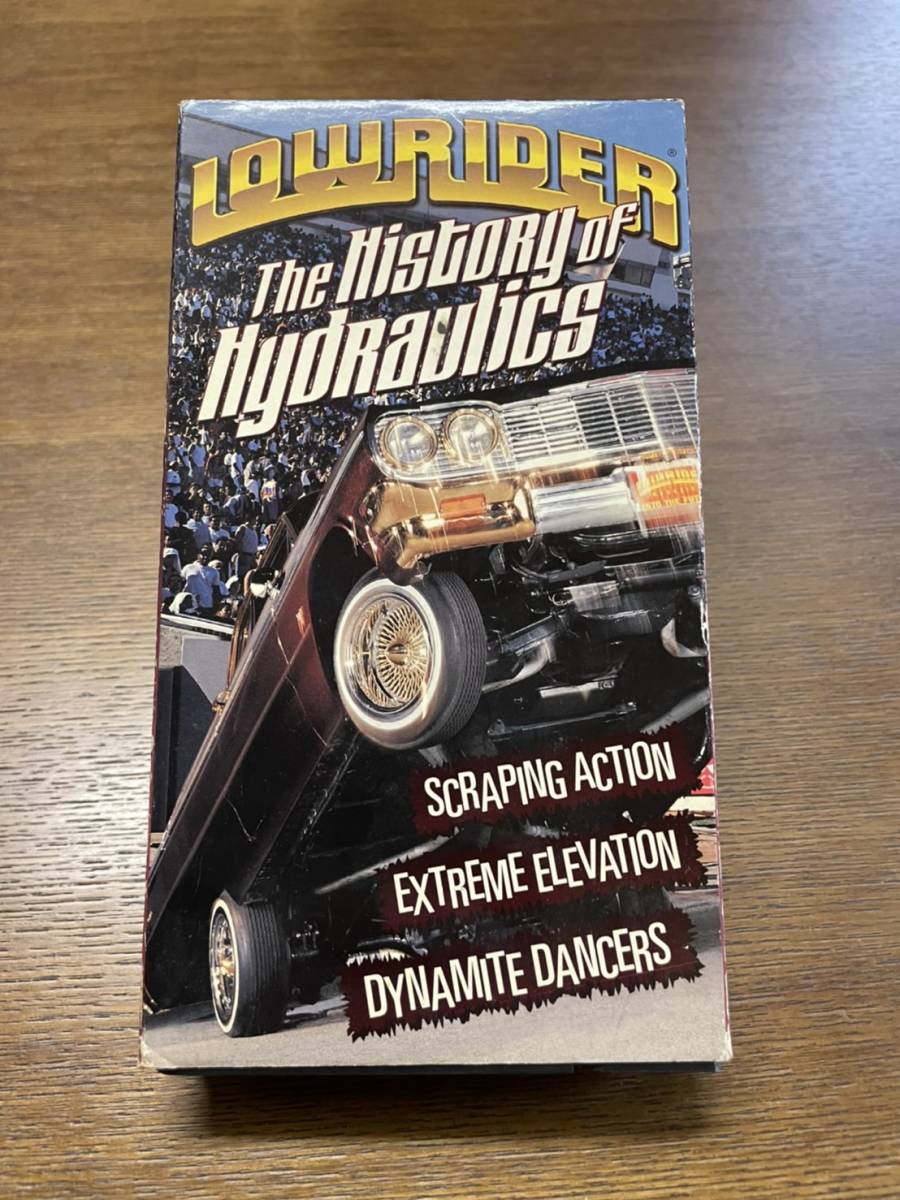 LOWRIDER®
The History of
Hydraulics
SCRAPING ACTION
EXTREME ELEVATION
DYNAMITE DANCERS